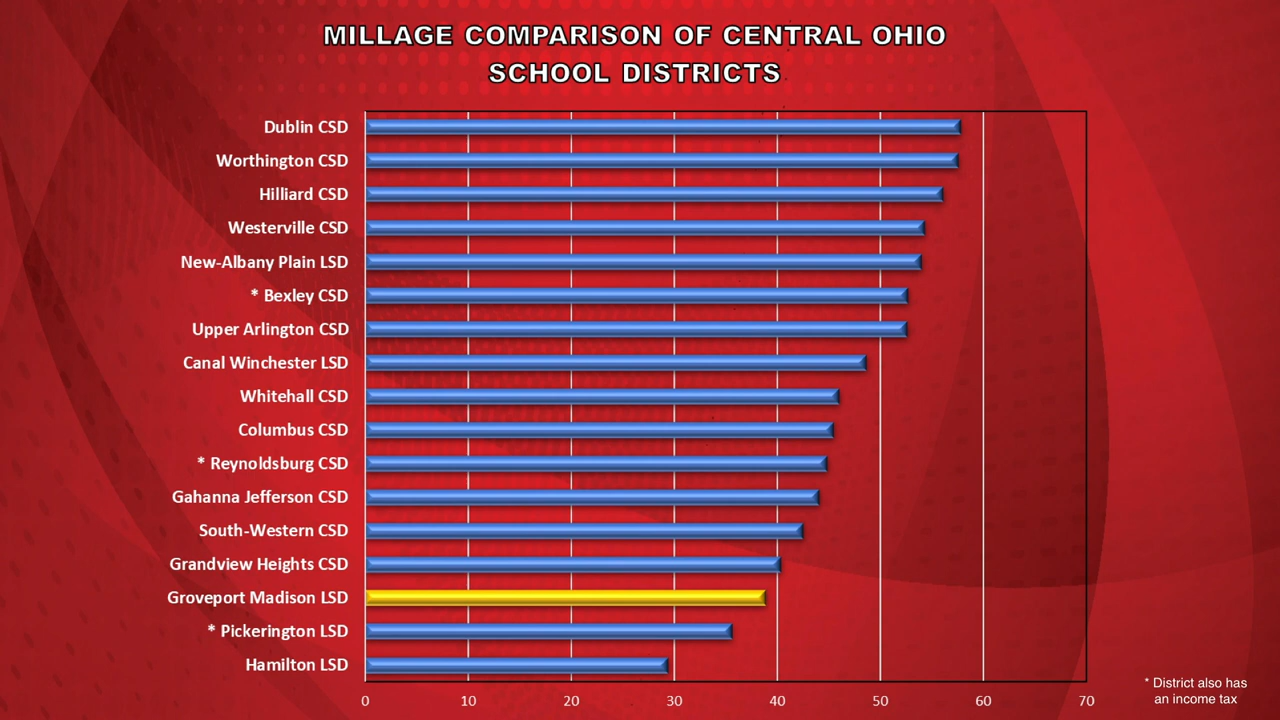 MILLAGE COMPARISON OF CENTRAL OHIO
SCHOOL DISTRICTS
Dublin CSD
Worthington CSD
Hilliard CSD
Westerville CSD
New-Albany Plain LSD
* Bexley CSD
Upper Arlington CSD
Canal Winchester LSD
Whitehall CSD
Columbus CSD
* Reynoldsburg CSD
Gahanna Jefferson CSD
South-Western CSD
Grandview Heights CSD
Groveport Madison LSD
* Pickerington LSD
Hamilton LSD
0 10 20 30 40 50 60 70
* District also has
an income tax